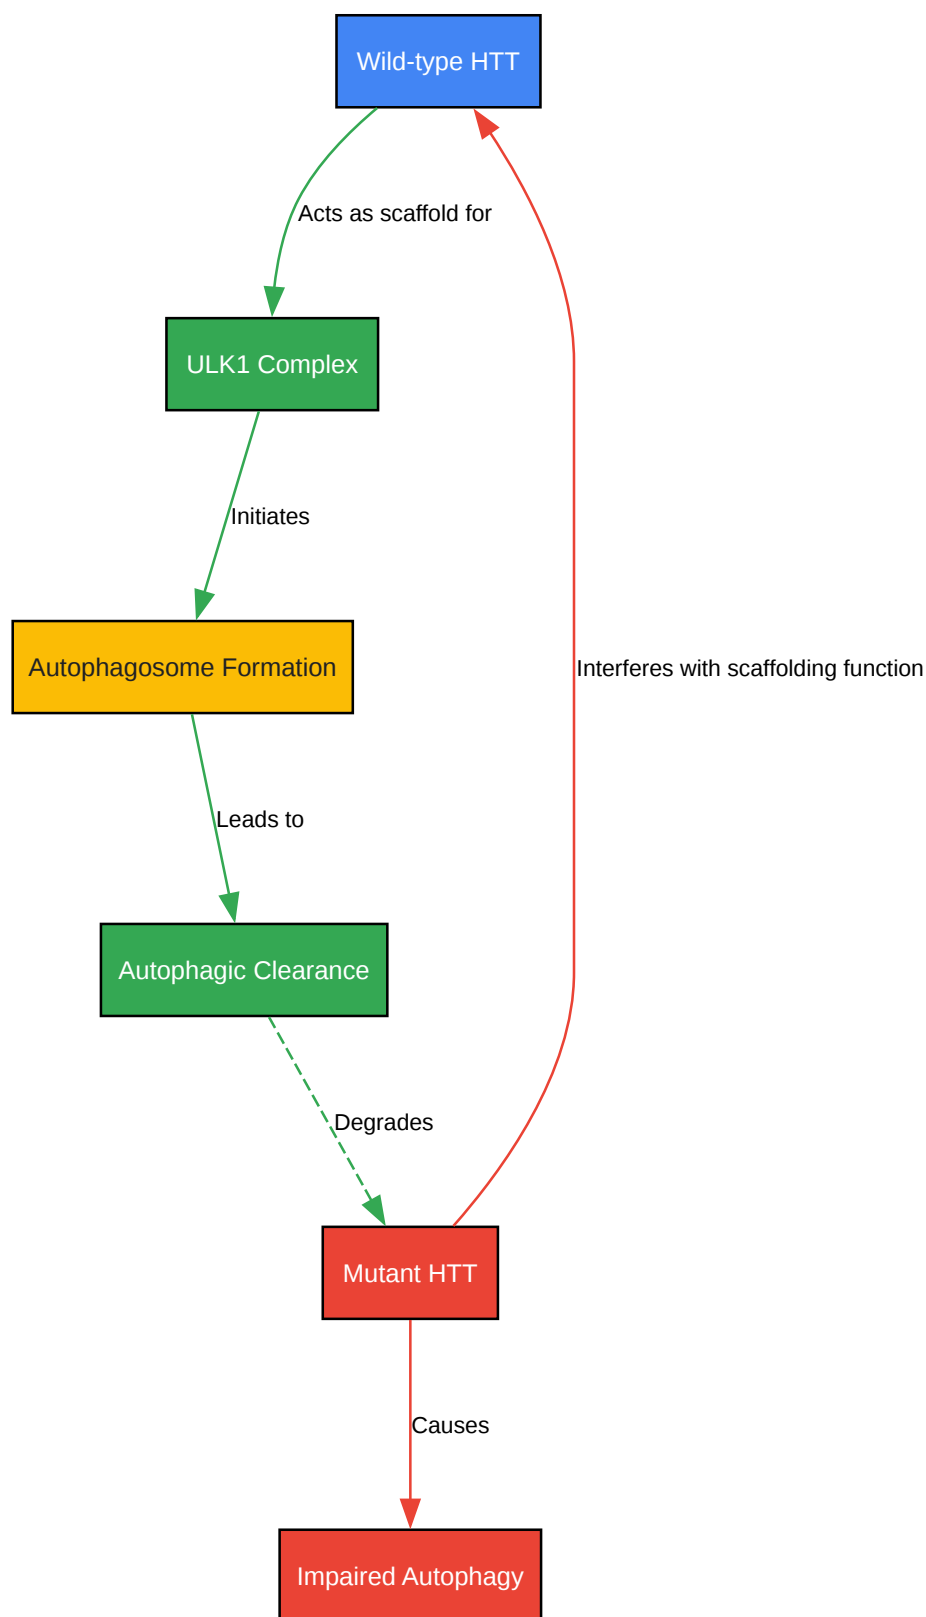 Wild-type HTT
Acts as scaffold for
ULK1 Complex
Initiates
Autophagosome Formation
Interferes with scaffolding function
Leads to
Autophagic Clearance
Degrades
Mutant HTT
Causes
Impaired Autophagy